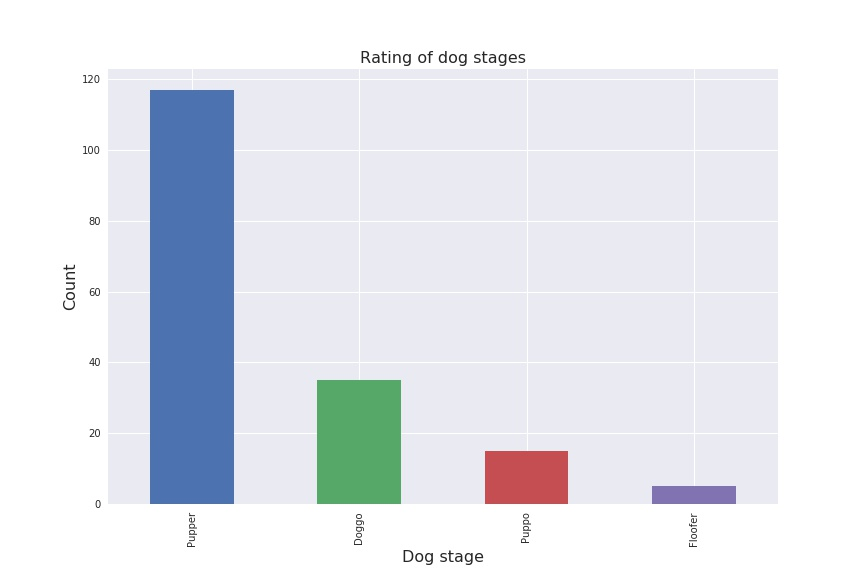 Rating of dog stages
120
100
80
60
40
20
0
Count
Pupper
Doggo
Puppo
Floofer
Dog stage